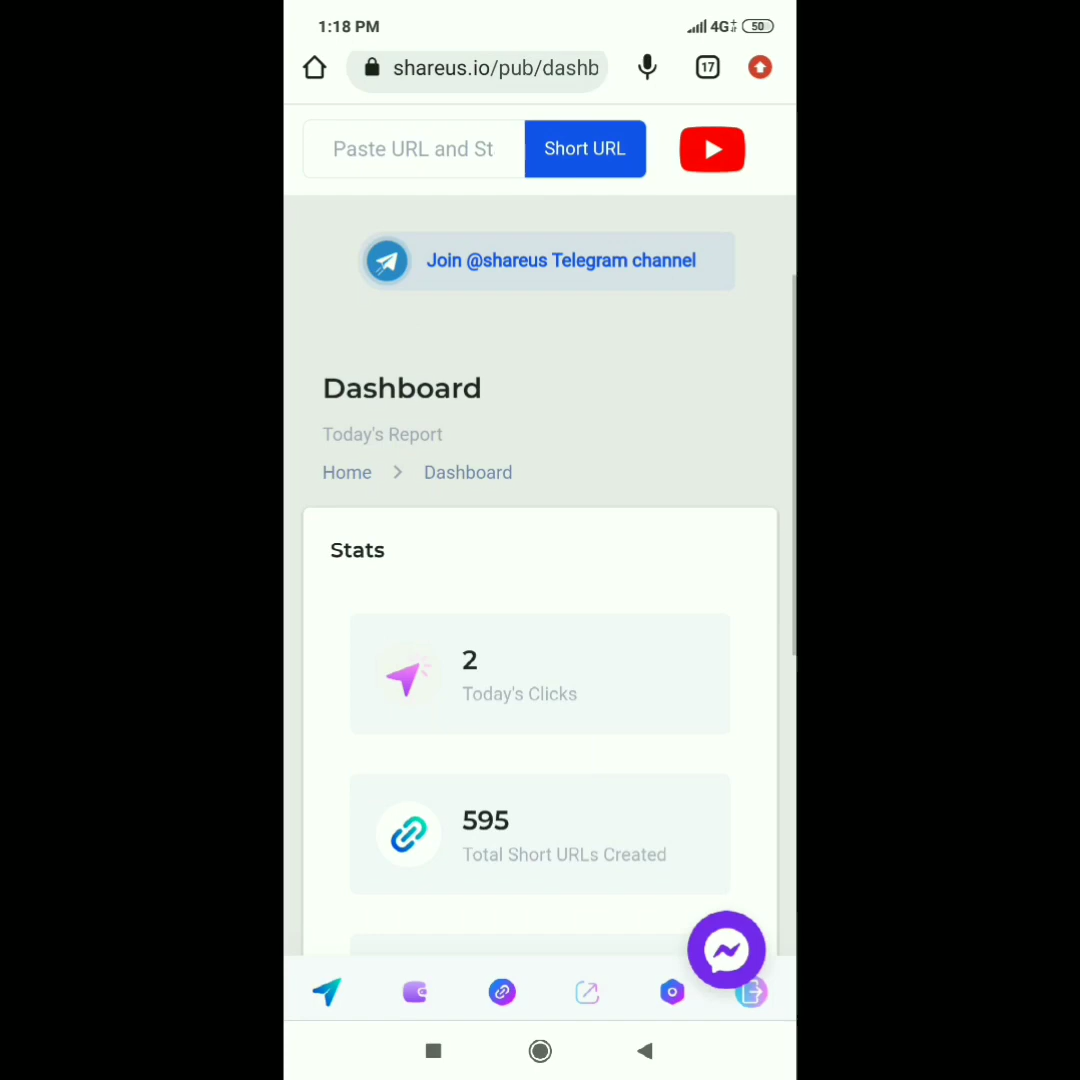 1:18 PM
4G+
50
shareus.io/pub/dashb
17
Paste URL and St
Short URL
Join @shareus Telegram channel
Dashboard
Today's Report
Home
Dashboard
Stats
2
Today's Clicks
595
Total Short URLs Created